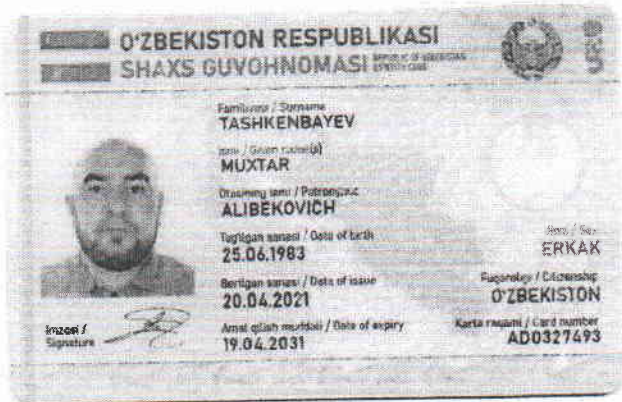 O'ZBEKISTON RESPUBLIKASI
SHAXS GUVOHNOMASI
Familiyasi / Surname
TASHKENBAYEV
Ismi / Given name(s)
MUXTAR
Otasining ismi / Patronymic
ALIBEKOVICH
Tug'ilgan sanasi / Date of birth
25.06.1983
Jinsi / Sex
ERKAK
Berilgan sanasi / Date of issue
20.04.2021
Fuqaroligi / Citizenship
O'ZBEKISTON
Imzosi /
Signature
Amal qilish muddati / Date of expiry
19.04.2031
Karta raqami / Card number
AD0327493